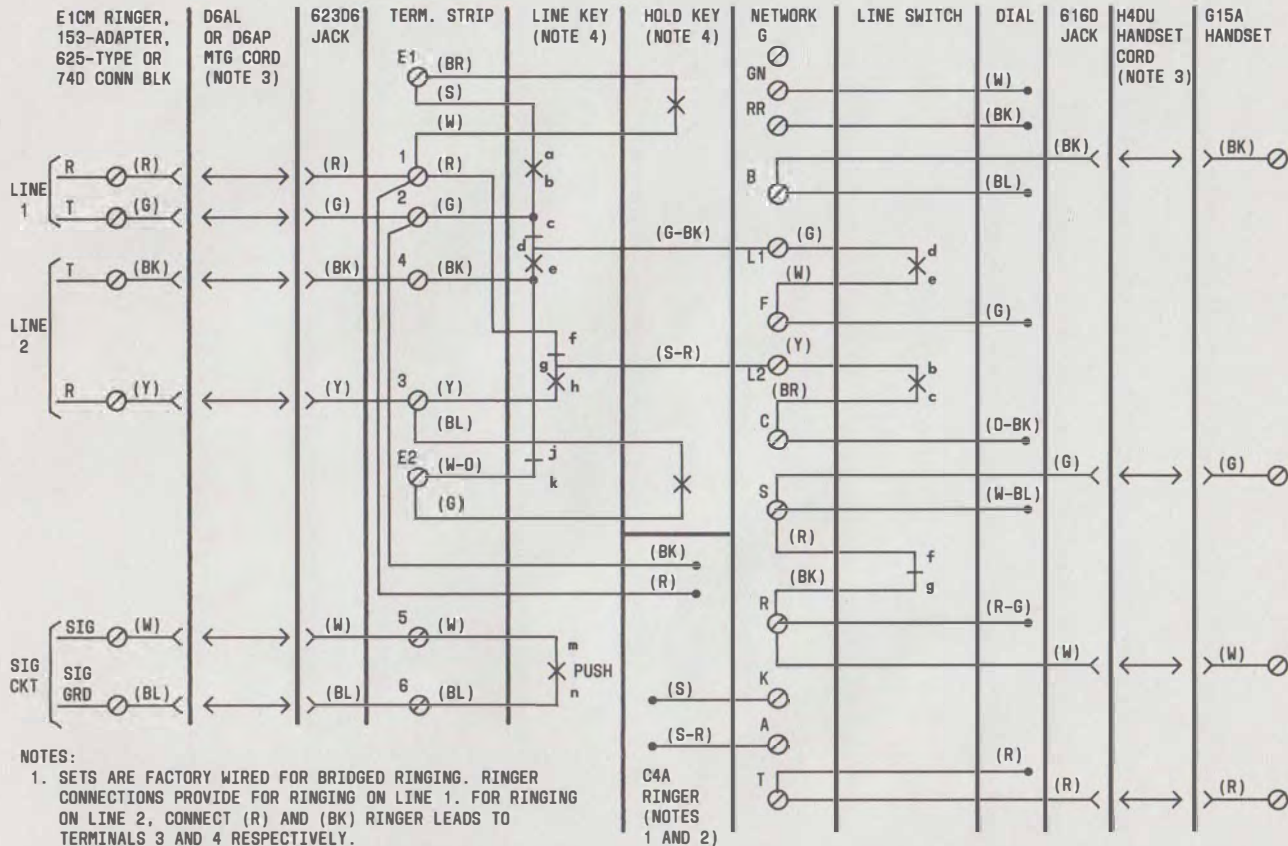 E1CM RINGER,
153-ADAPTER,
625-TYPE OR
74D CONN BLK
D6AL
OR D6AP
MTG CORD
(NOTE 3)
623D6
JACK
TERM. STRIP
LINE KEY
(NOTE 4)
HOLD KEY
(NOTE 4)
NETWORK
LINE SWITCH
DIAL
616D
JACK
H4DU
HANDSET
CORD
(NOTE 3)
G15A
HANDSET
LINE
1
R
(R)
T
(G)
LINE
2
T
(BK)
R
(Y)
SIG
CKT
SIG
(W)
SIG
GRD
(BL)
(R)
(G)
(BK)
(Y)
(W)
(BL)
E1
(BR)
(S)
(W)
1
(R)
2
(G)
4
(BK)
3
(Y)
(BL)
E2
(W-O)
(G)
5
(W)
6
(BL)
a
b
c
d
e
f
g
h
j
k
m
PUSH
n
(G-BK)
(S-R)
(BK)
(R)
(S)
(S-R)
C4A
RINGER
(NOTES
1 AND 2)
G
GN
RR
B
L1
(G)
(W)
F
L2
(Y)
(BR)
C
S
(R)
(BK)
R
K
A
T
d
e
b
c
f
g
(W)
(BK)
(BL)
(G)
(O-BK)
(W-BL)
(R-G)
(R)
(BK)
(G)
(W)
(R)
(BK)
(G)
(W)
(R)
NOTES:
1. SETS ARE FACTORY WIRED FOR BRIDGED RINGING. RINGER
CONNECTIONS PROVIDE FOR RINGING ON LINE 1. FOR RINGING
ON LINE 2, CONNECT (R) AND (BK) RINGER LEADS TO
TERMINALS 3 AND 4 RESPECTIVELY.